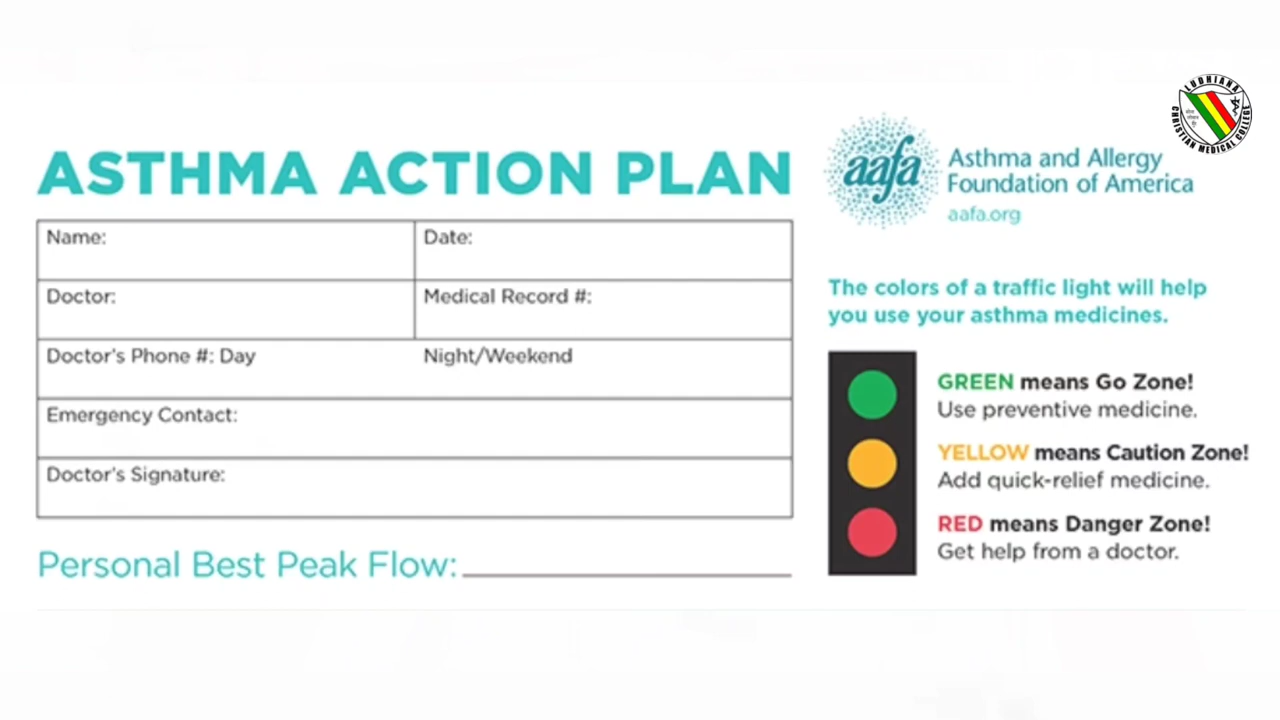 LUDHIANA
CHRISTIAN MEDICAL COLLEGE
ASTHMA ACTION PLAN
aafa
Asthma and Allergy
Foundation of America
aafa.org
Name:
Date:
Doctor:
Medical Record #:
Doctor's Phone #: Day
Night/Weekend
Emergency Contact:
Doctor's Signature:
Personal Best Peak Flow:
The colors of a traffic light will help
you use your asthma medicines.
GREEN means Go Zone!
Use preventive medicine.
YELLOW means Caution Zone!
Add quick-relief medicine.
RED means Danger Zone!
Get help from a doctor.